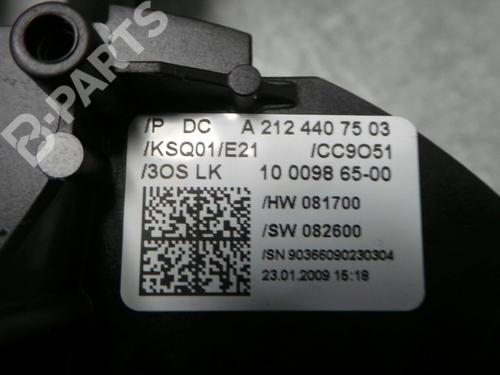 B-PARTS
/P DC A 212 440 75 03
/KSQ01/E21 /CC9O51
/3OS LK 10 0098 65-00
/HW 081700
/SW 082600
/SN 90366090230304
23.01.2009 15:18